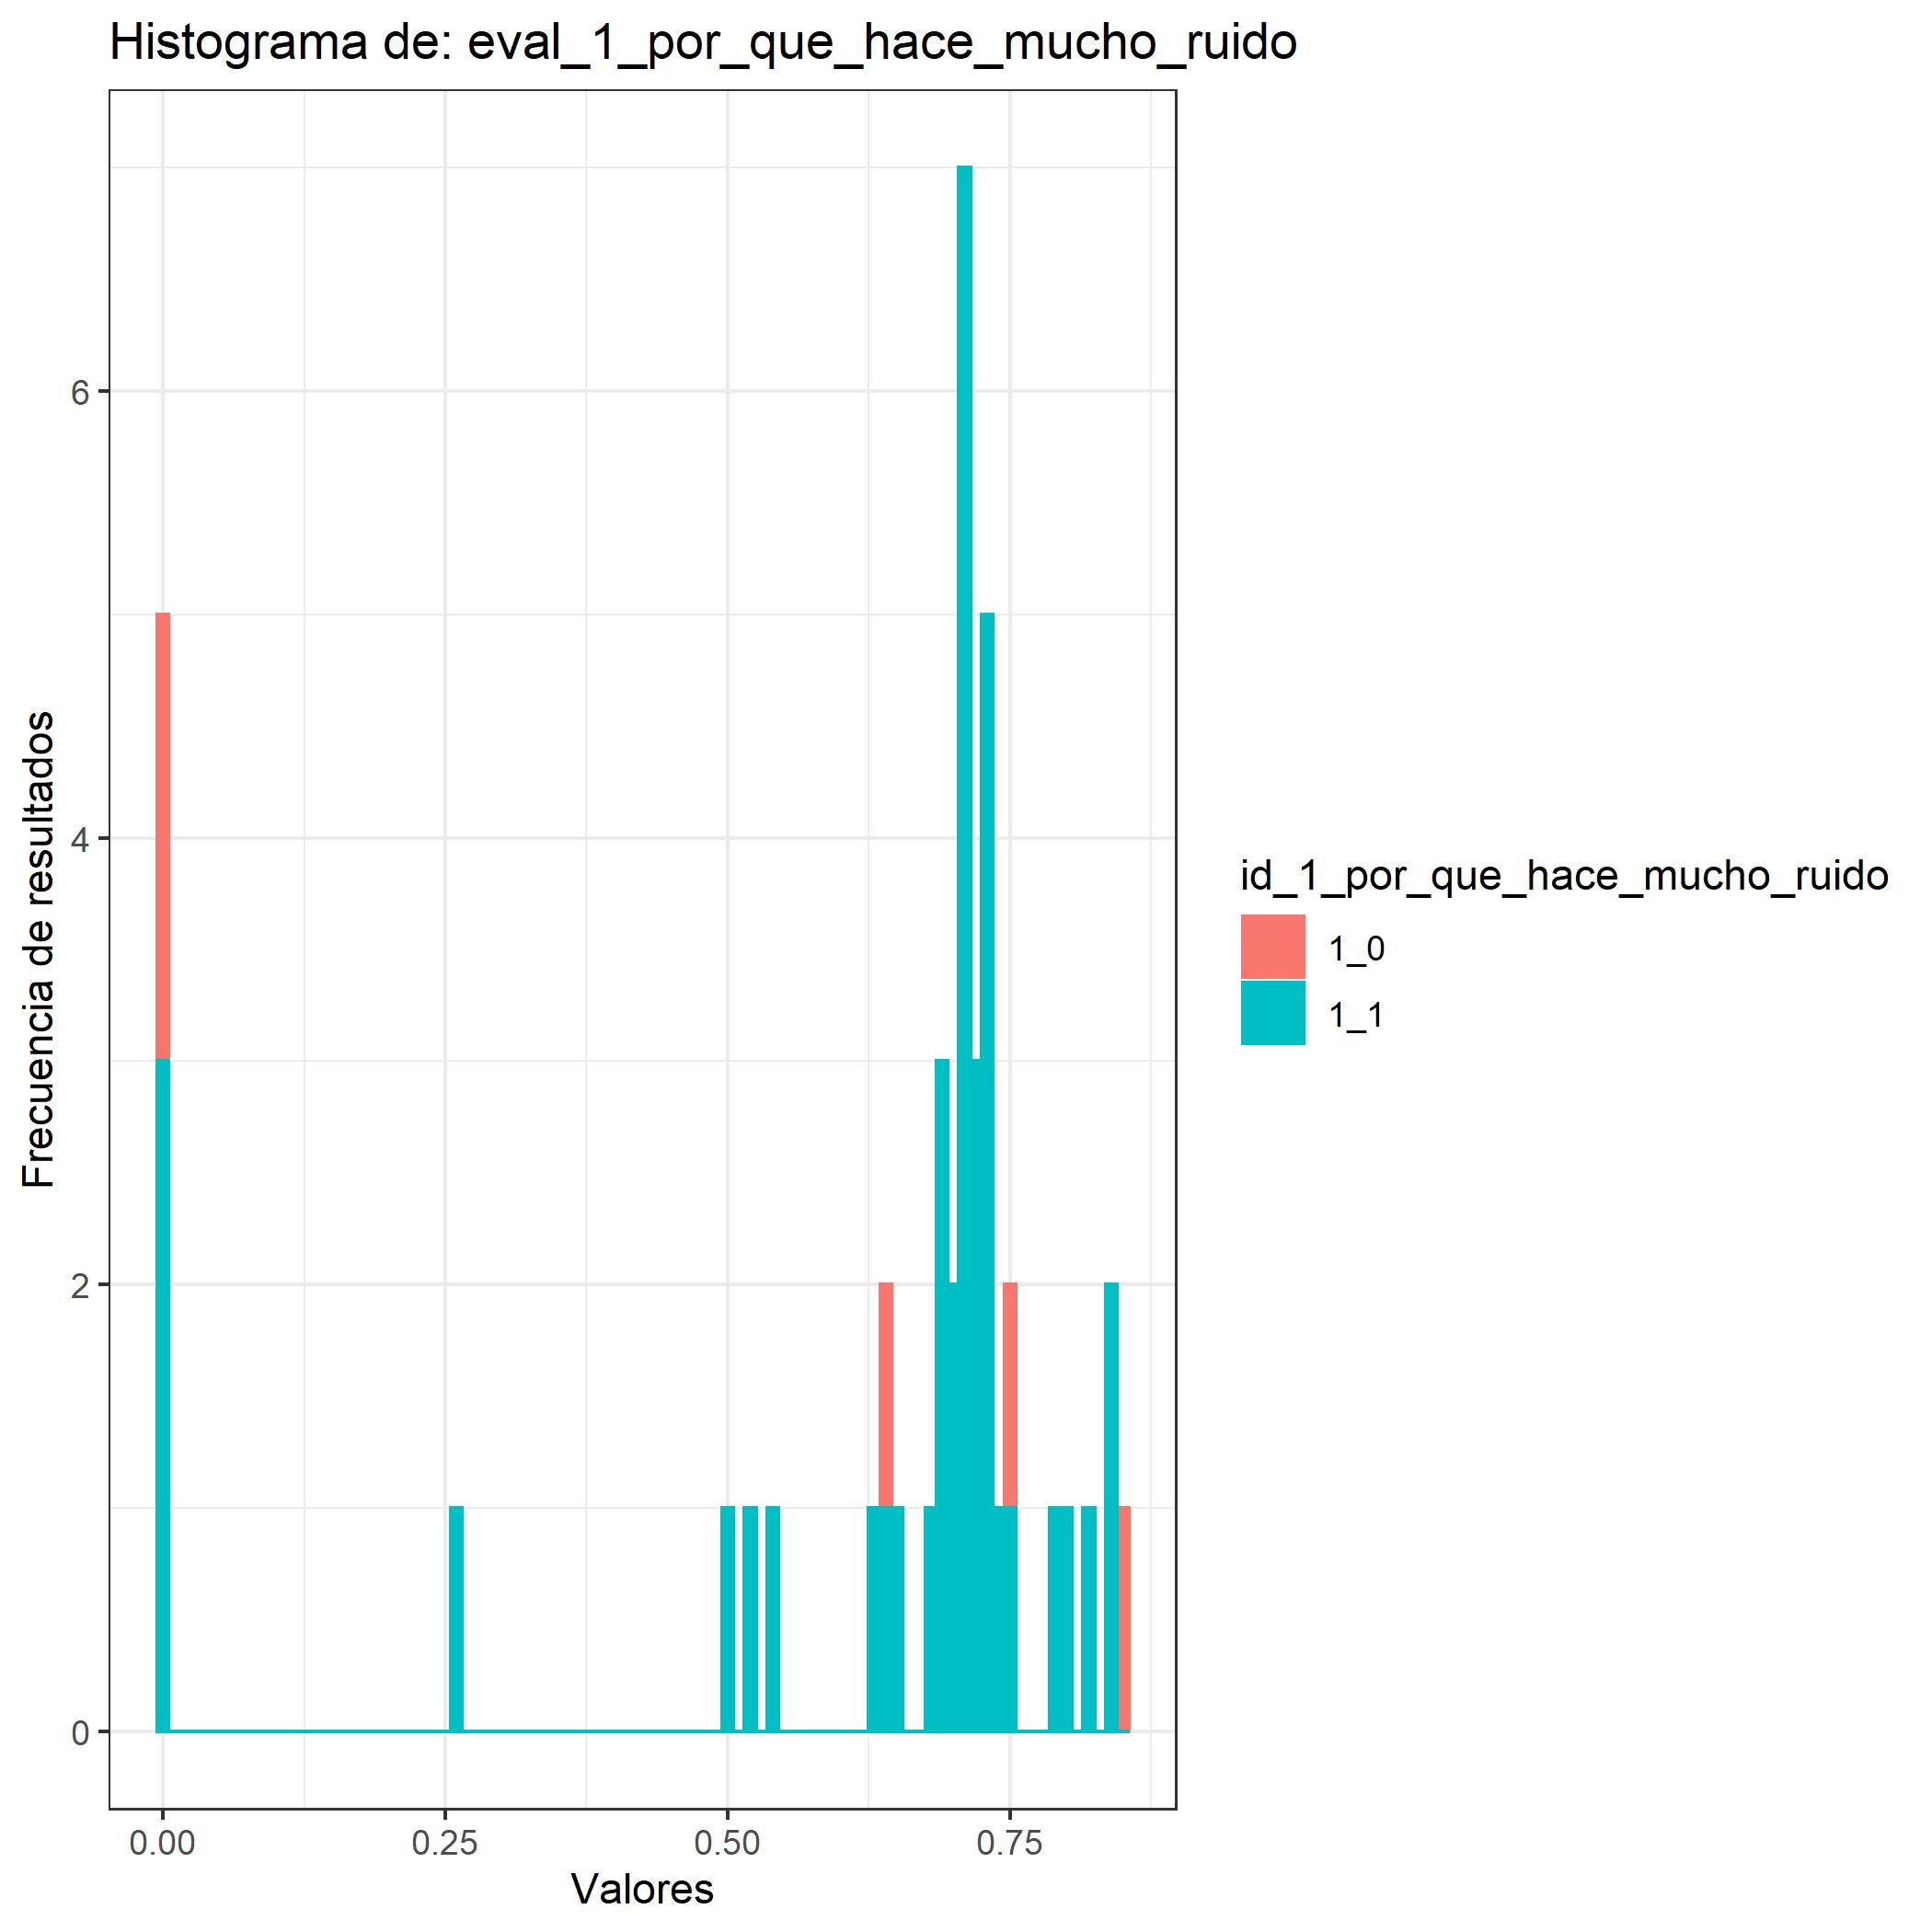 Histograma de: eval_1_por_que_hace_mucho_ruido
6
4
2
0
Frecuencia de resultados
0.00
0.25
0.50
0.75
Valores
id_1_por_que_hace_mucho_ruido
1_0
1_1